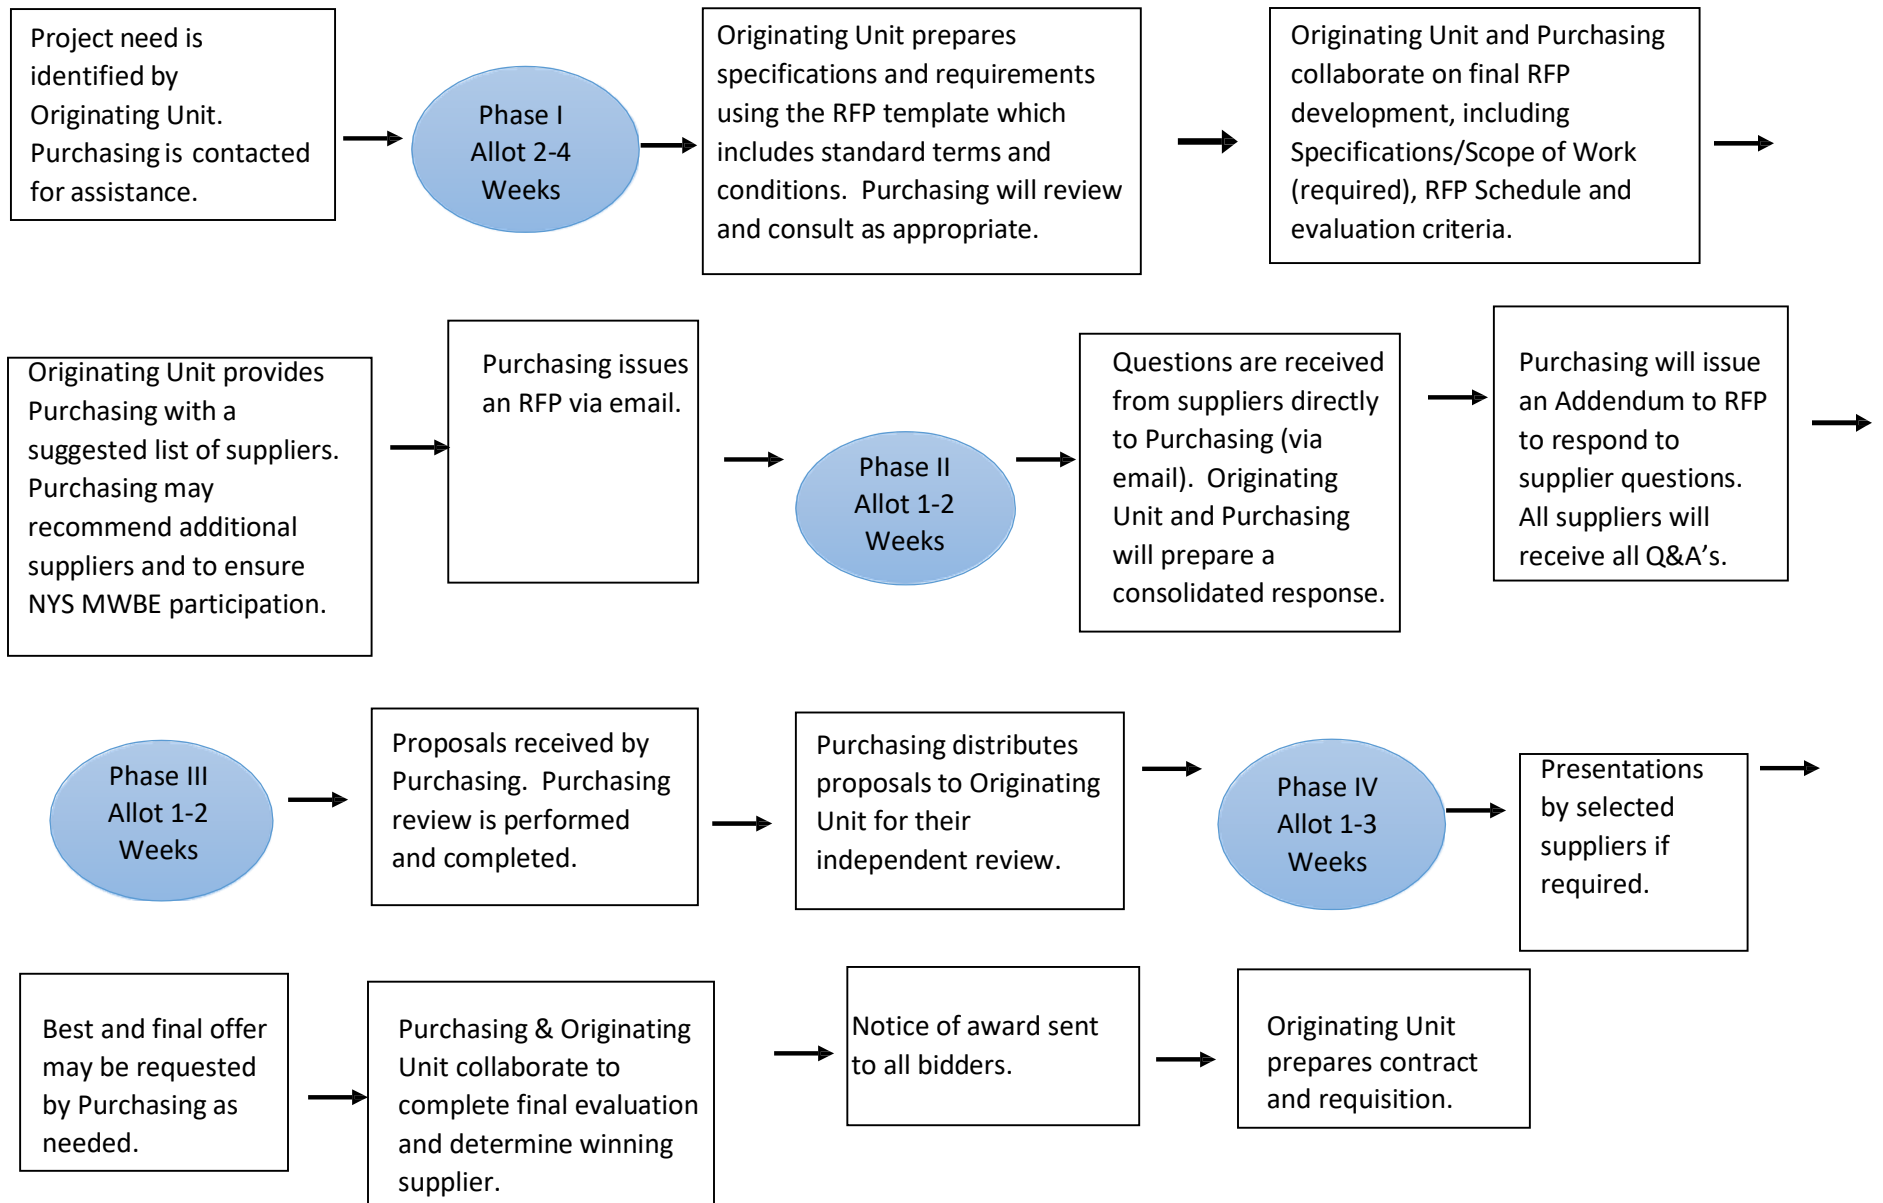 Project need is
identified by
Originating Unit.
Purchasing is contacted
for assistance.
Phase I
Allot 2-4
Weeks
Originating Unit prepares
specifications and requirements
using the RFP template which
includes standard terms and
conditions.  Purchasing will review
and consult as appropriate.
Originating Unit and Purchasing
collaborate on final RFP
development, including
Specifications/Scope of Work
(required), RFP Schedule and
evaluation criteria.
Originating Unit provides
Purchasing with a
suggested list of suppliers.
Purchasing may
recommend additional
suppliers and to ensure
NYS MWBE participation.
Purchasing issues
an RFP via email.
Phase II
Allot 1-2
Weeks
Questions are received
from suppliers directly
to Purchasing (via
email).  Originating
Unit and Purchasing
will prepare a
consolidated response.
Purchasing will issue
an Addendum to RFP
to respond to
supplier questions.
All suppliers will
receive all Q&A’s.
Phase III
Allot 1-2
Weeks
Proposals received by
Purchasing.  Purchasing
review is performed
and completed.
Purchasing distributes
proposals to Originating
Unit for their
independent review.
Phase IV
Allot 1-3
Weeks
Presentations
by selected
suppliers if
required.
Best and final offer
may be requested
by Purchasing as
needed.
Purchasing & Originating
Unit collaborate to
complete final evaluation
and determine winning
supplier.
Notice of award sent
to all bidders.
Originating Unit
prepares contract
and requisition.